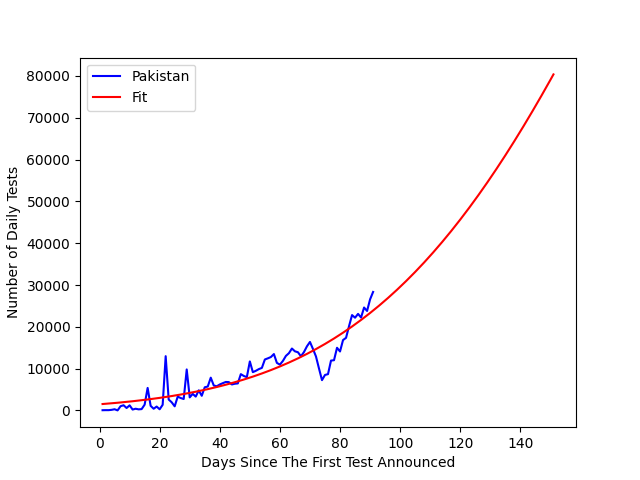 Pakistan
Fit
80000
70000
60000
50000
40000
30000
20000
10000
0
Number of Daily Tests
0 20 40 60 80 100 120 140
Days Since The First Test Announced